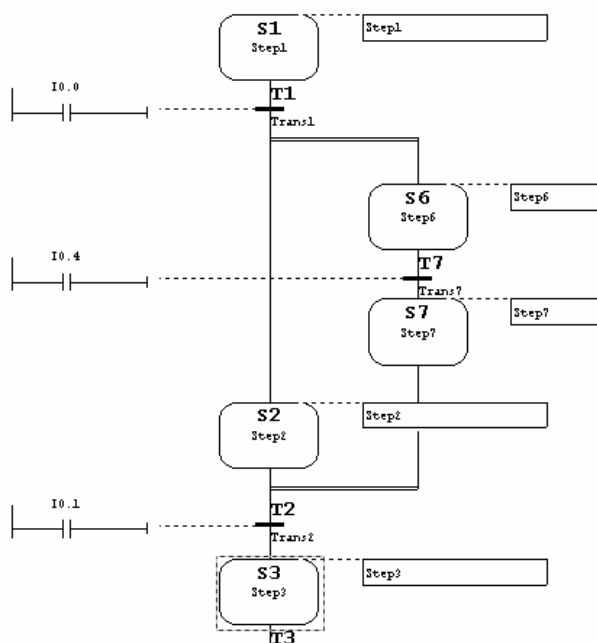 S1
Step1
Step1
I0.0
T1
Trans1
S6
Step6
Step6
I0.4
T7
Trans7
S7
Step7
Step7
S2
Step2
Step2
I0.1
T2
Trans2
S3
Step3
Step3
T3